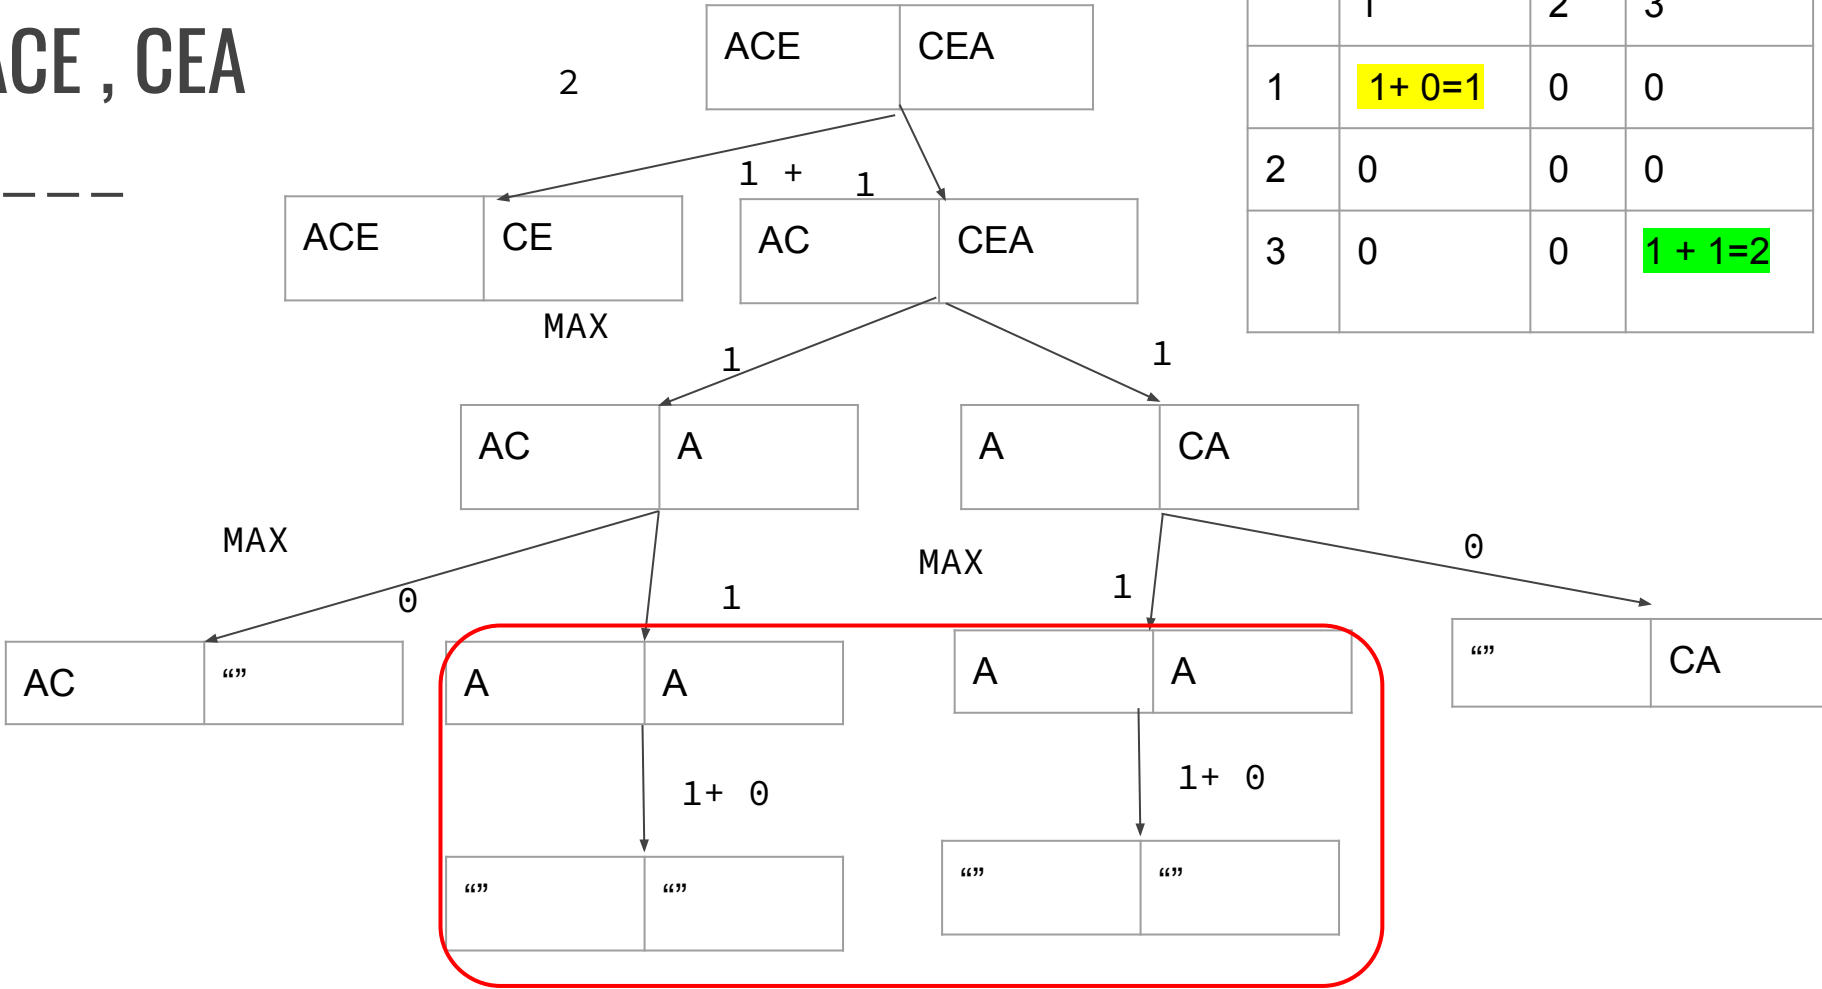 ACE , CEA
_ _ _
2
ACE CEA
1 2 3
1 1+ 0=1 0 0
2 0 0 0
3 0 0 1 + 1=2
1 + 1
ACE CE
AC CEA
MAX
1 1
AC A
A CA
MAX
MAX
0 1 1 0
AC “”
A A
A A
“” CA
1+ 0
1+ 0
“” “”
“” “”